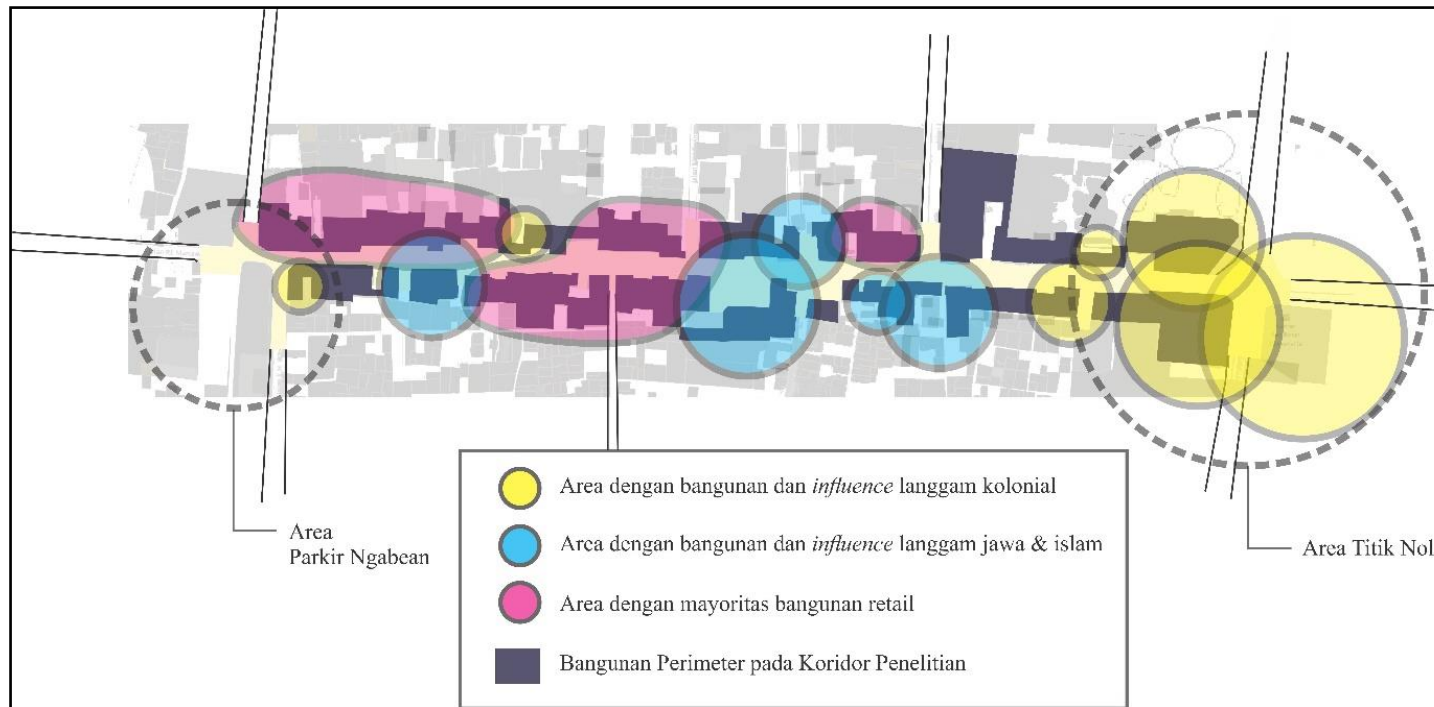 Area
Parkir Ngabean
Area dengan bangunan dan influence langgam kolonial
Area dengan bangunan dan influence langgam jawa & islam
Area dengan mayoritas bangunan retail
Bangunan Perimeter pada Koridor Penelitian
Area Titik Nol